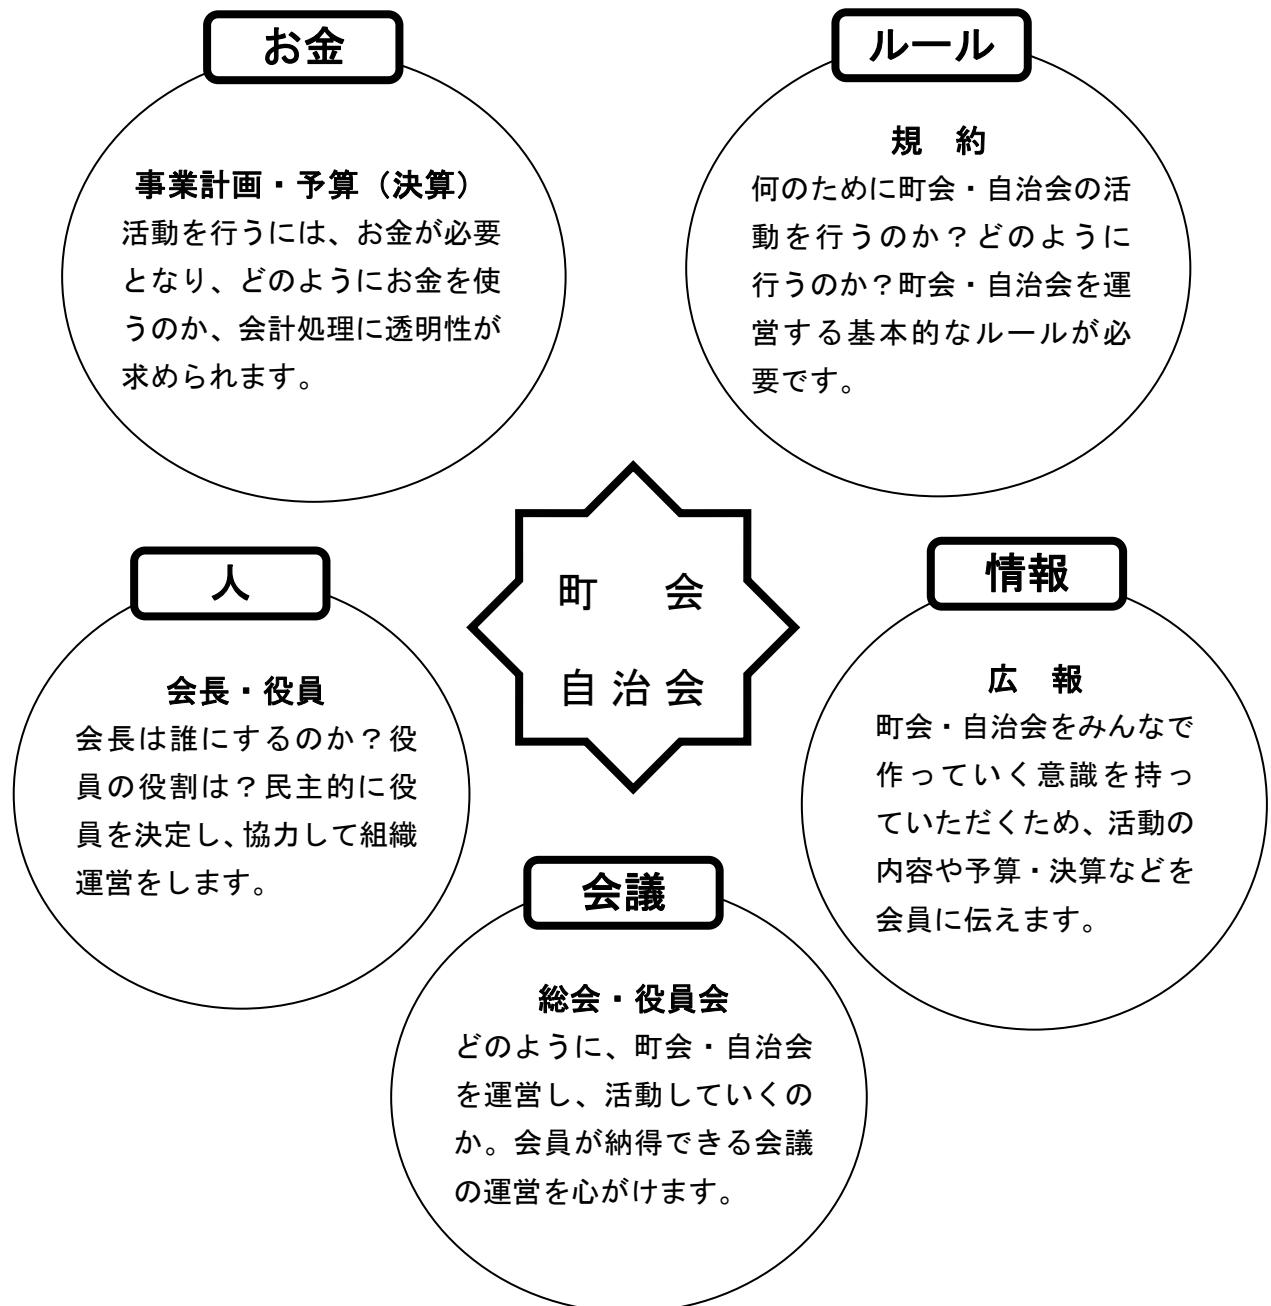 お金
事業計画・予算（決算）
活動を行うには、お金が必要
となり、どのようにお金を使
うのか、会計処理に透明性が
求められます。
ルール
規　約
何のために町会・自治会の活
動を行うのか？どのように
行うのか？町会・自治会を運
営する基本的なルールが必
要です。
町　会
自治会
人
会長・役員
会長は誰にするのか？役
員の役割は？民主的に役
員を決定し、協力して組織
運営をします。
情報
広　報
町会・自治会をみんなで
作っていく意識を持っ
ていただくため、活動の
内容や予算・決算などを
会員に伝えます。
会議
総会・役員会
どのように、町会・自治会
を運営し、活動していくの
か。会員が納得できる会議
の運営を心がけます。